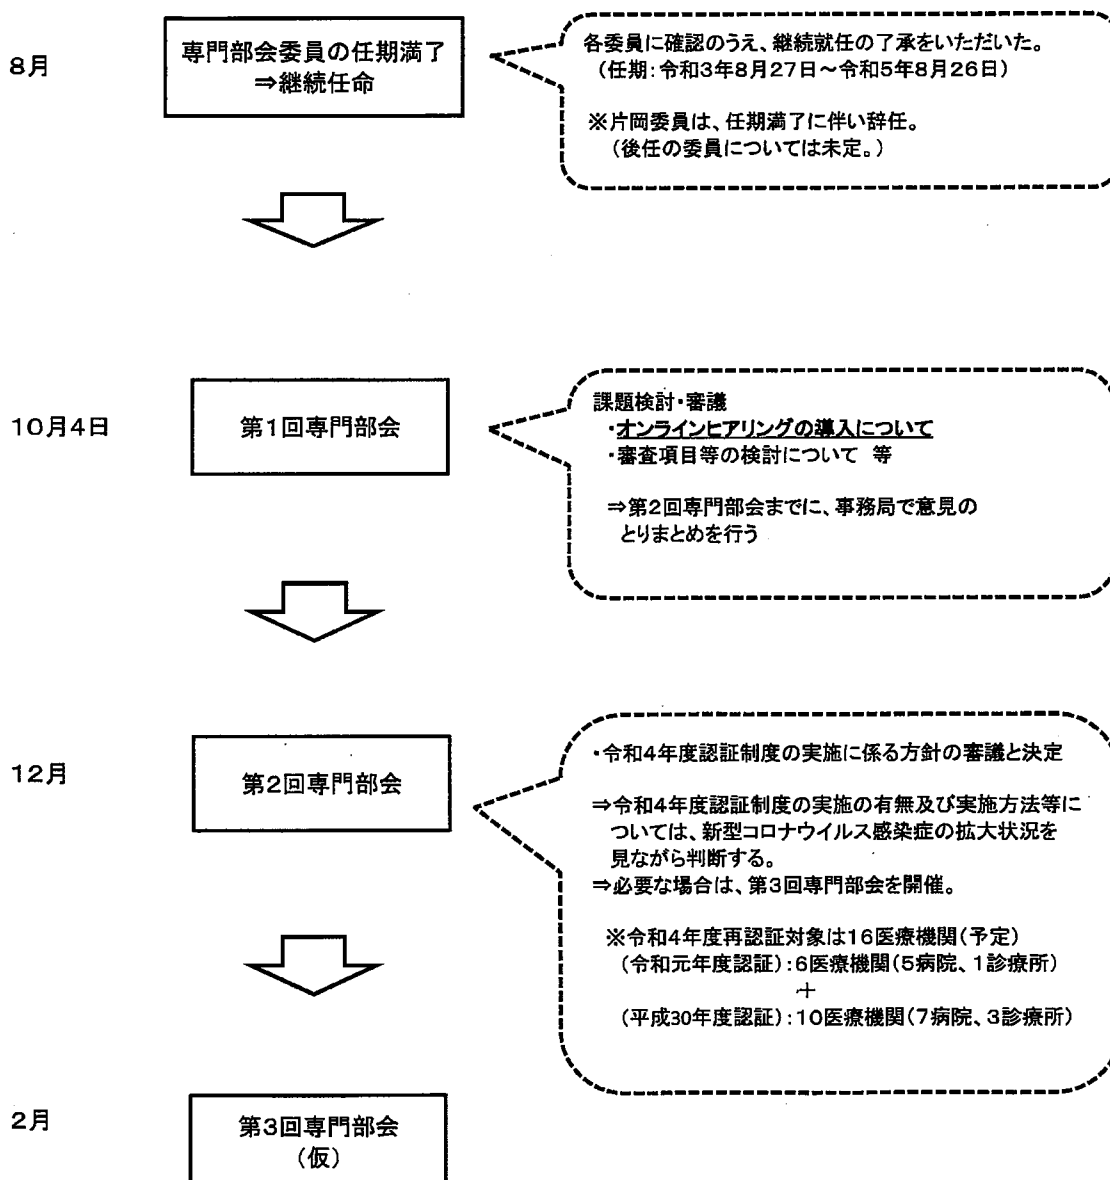 8月
専門部会委員の任期満了
⇒継続任命
各委員に確認のうえ、継続就任の了承をいただいた。
(任期:令和3年8月27日～令和5年8月26日)
※片岡委員は、任期満了に伴い辞任。
(後任の委員については未定。)
10月4日
第1回専門部会
課題検討・審議
・オンラインヒアリングの導入について
・審査項目等の検討について 等
⇒第2回専門部会までに、事務局で意見の
とりまとめを行う
12月
第2回専門部会
・令和4年度認証制度の実施に係る方針の審議と決定
⇒令和4年度認証制度の実施の有無及び実施方法等に
ついては、新型コロナウイルス感染症の拡大状況を
見ながら判断する。
⇒必要な場合は、第3回専門部会を開催。
※令和4年度再認証対象は16医療機関(予定)
(令和元年度認証):6医療機関(5病院、1診療所)
+
(平成30年度認証):10医療機関(7病院、3診療所)
2月
第3回専門部会
(仮)